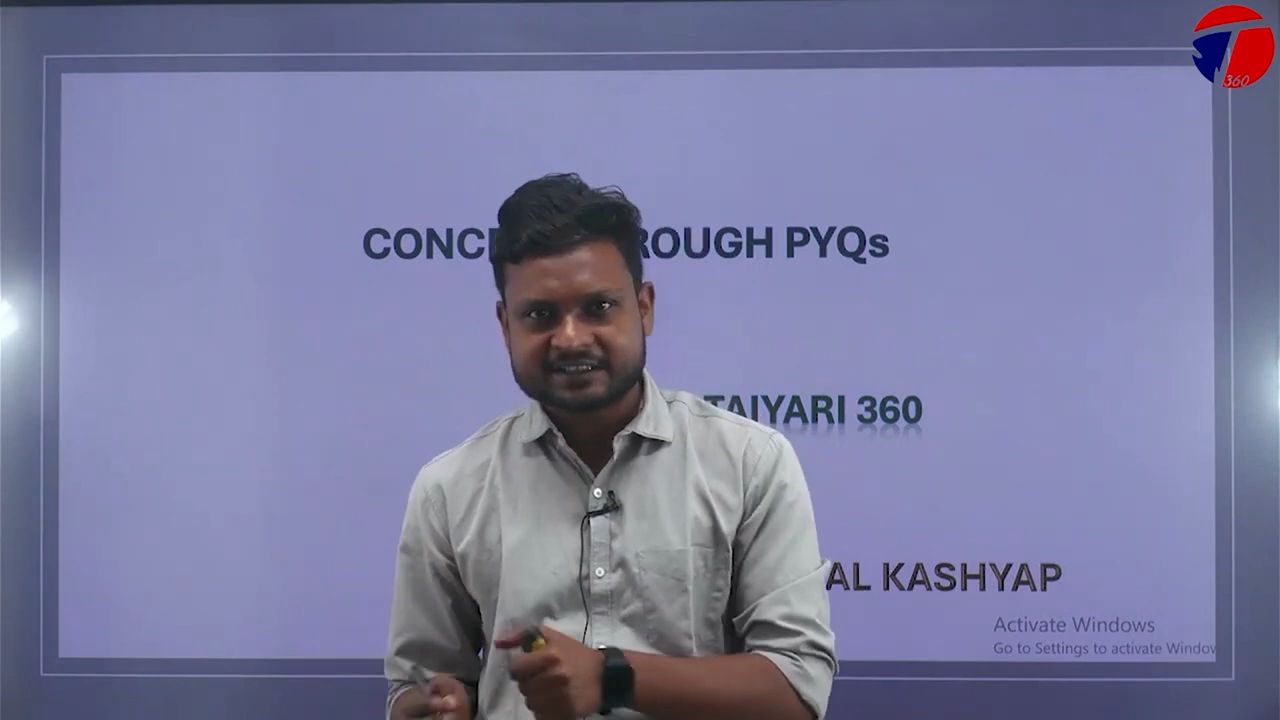 T
360
CONC ROUGH PYQs
TAIYARI 360
AL KASHYAP
Activate Windows
Go to Settings to activate Window